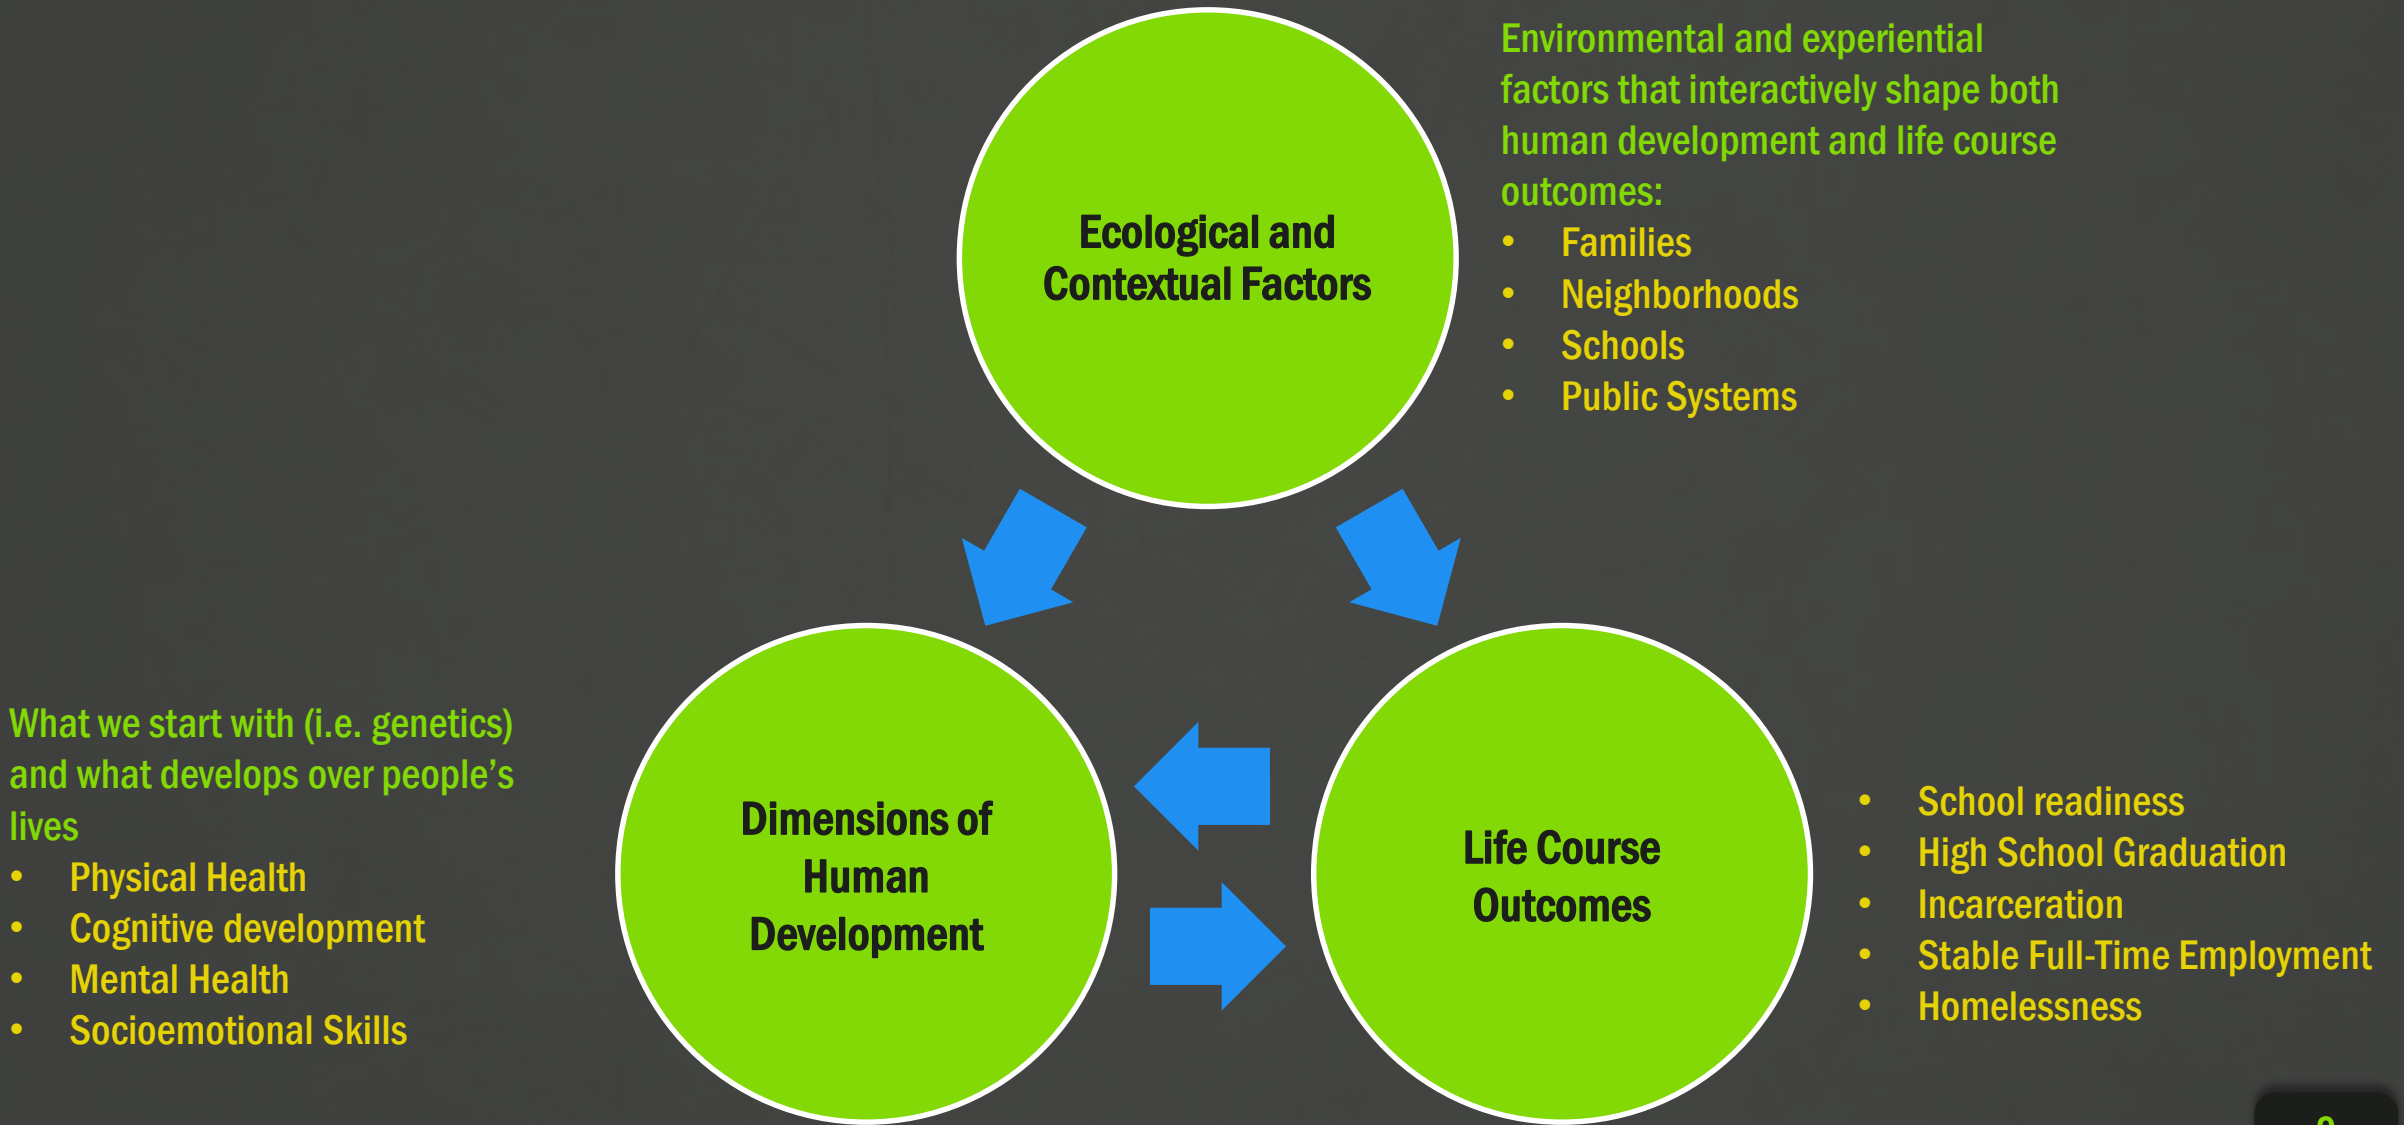 Environmental and experiential
factors that interactively shape both
human development and life course
outcomes:
• Families
• Neighborhoods
• Schools
• Public Systems
Ecological and
Contextual Factors
What we start with (i.e. genetics)
and what develops over people’s
lives
• Physical Health
• Cognitive development
• Mental Health
• Socioemotional Skills
Dimensions of
Human
Development
Life Course
Outcomes
• School readiness
• High School Graduation
• Incarceration
• Stable Full-Time Employment
• Homelessness